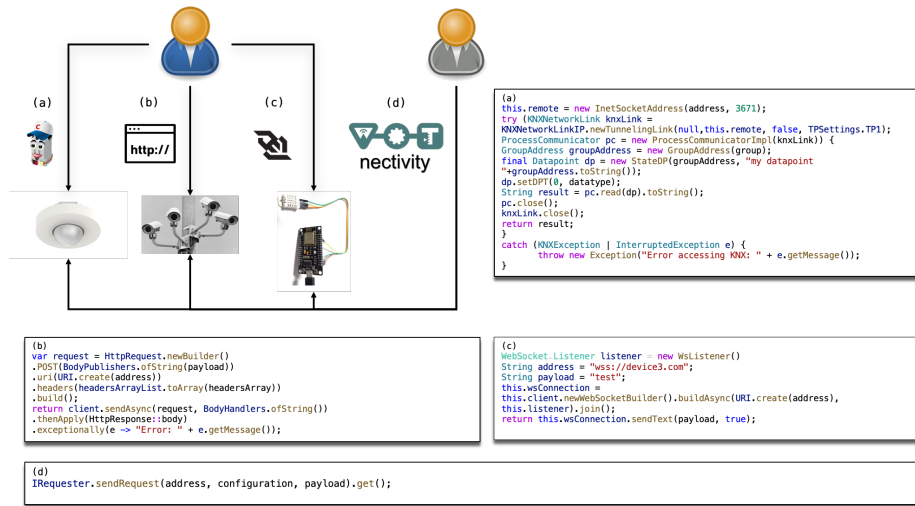 (a)
(b)
(c)
(d)
C
http://
WOT
nectivity
(a)
this.remote = new InetSocketAddress(address, 3671);
try (KNXNetworkLink knxLink =
KNXNetworkLinkIP.newTunnelingLink(null,this.remote, false, TPSettings.TP1);
ProcessCommunicator pc = new ProcessCommunicatorImpl(knxLink)) {
GroupAddress groupAddress = new GroupAddress(group);
final Datapoint dp = new StateDP(groupAddress, "my datapoint
"+groupAddress.toString());
dp.setDPT(0, datatype);
String result = pc.read(dp).toString();
pc.close();
knxLink.close();
return result;
}
catch (KNXException | InterruptedException e) {
throw new Exception("Error accessing KNX: " + e.getMessage());
}
(b)
var request = HttpRequest.newBuilder()
.POST(BodyPublishers.ofString(payload))
.uri(URI.create(address))
.headers(headersArrayList.toArray(headersArray))
.build();
return client.sendAsync(request, BodyHandlers.ofString())
.thenApply(HttpResponse::body)
.exceptionally(e -> "Error: " + e.getMessage());
(c)
WebSocket.Listener listener = new WsListener()
String address = "wss://device3.com";
String payload = "test";
this.wsConnection =
this.client.newWebSocketBuilder().buildAsync(URI.create(address),
this.listener).join();
return this.wsConnection.sendText(payload, true);
(d)
IRequester.sendRequest(address, configuration, payload).get();